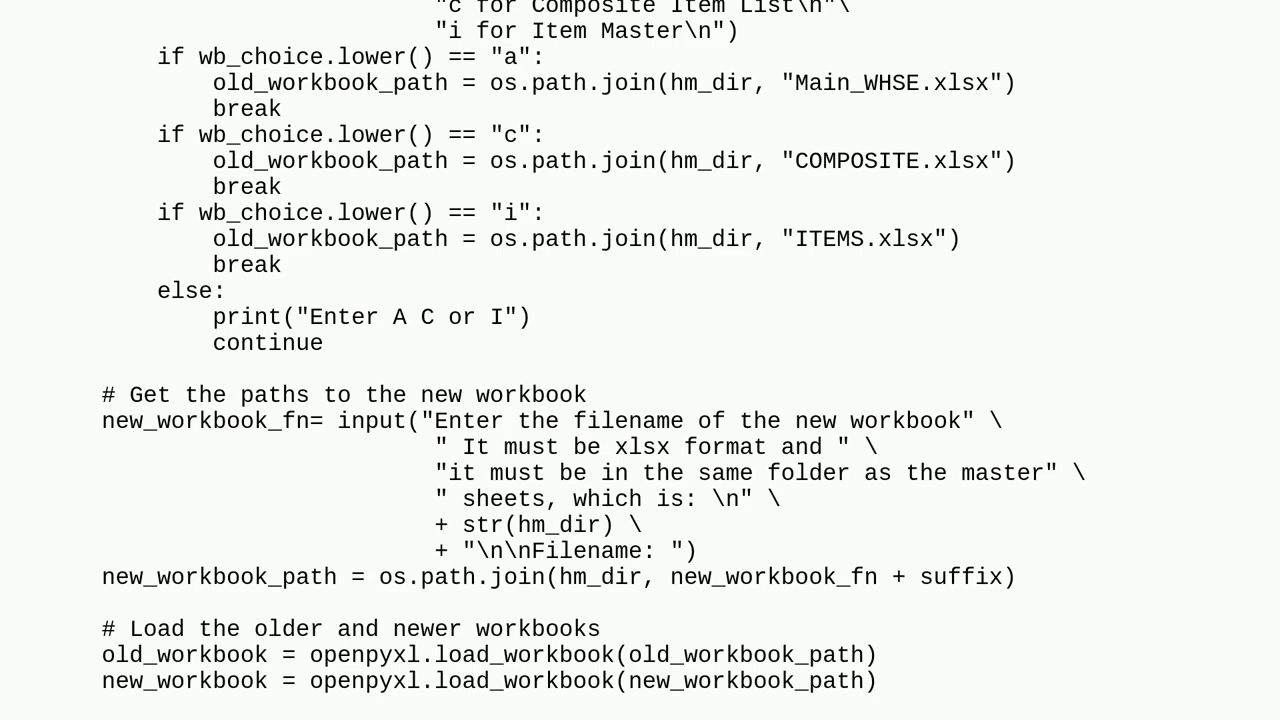 "c for Composite Item List\n"\
"i for Item Master\n")
if wb_choice.lower() == "a":
old_workbook_path = os.path.join(hm_dir, "Main_WHSE.xlsx")
break
if wb_choice.lower() == "c":
old_workbook_path = os.path.join(hm_dir, "COMPOSITE.xlsx")
break
if wb_choice.lower() == "i":
old_workbook_path = os.path.join(hm_dir, "ITEMS.xlsx")
break
else:
print("Enter A C or I")
continue
# Get the paths to the new workbook
new_workbook_fn= input("Enter the filename of the new workbook" \
" It must be xlsx format and " \
"it must be in the same folder as the master" \
" sheets, which is: \n" \
+ str(hm_dir) \
+ "\n\nFilename: ")
new_workbook_path = os.path.join(hm_dir, new_workbook_fn + suffix)
# Load the older and newer workbooks
old_workbook = openpyxl.load_workbook(old_workbook_path)
new_workbook = openpyxl.load_workbook(new_workbook_path)